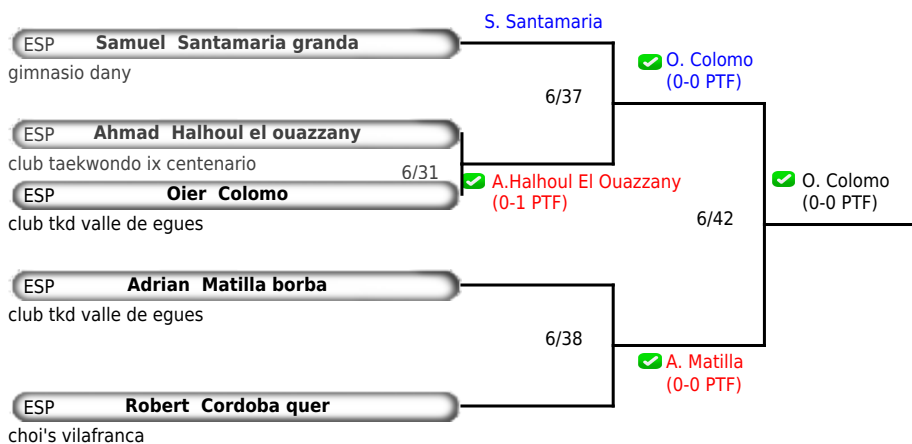 S. Santamaria
ESP Samuel Santamaria granda
gimnasio dany
O. Colomo
(0-0 PTF)
6/37
ESP Ahmad Halhoul el ouazzany
club taekwondo ix centenario
6/31
A.Halhoul El Ouazzany
(0-1 PTF)
ESP Oier Colomo
club tkd valle de egues
O. Colomo
(0-0 PTF)
6/42
ESP Adrian Matilla borba
club tkd valle de egues
6/38
A. Matilla
(0-0 PTF)
ESP Robert Cordoba quer
choi's vilafranca